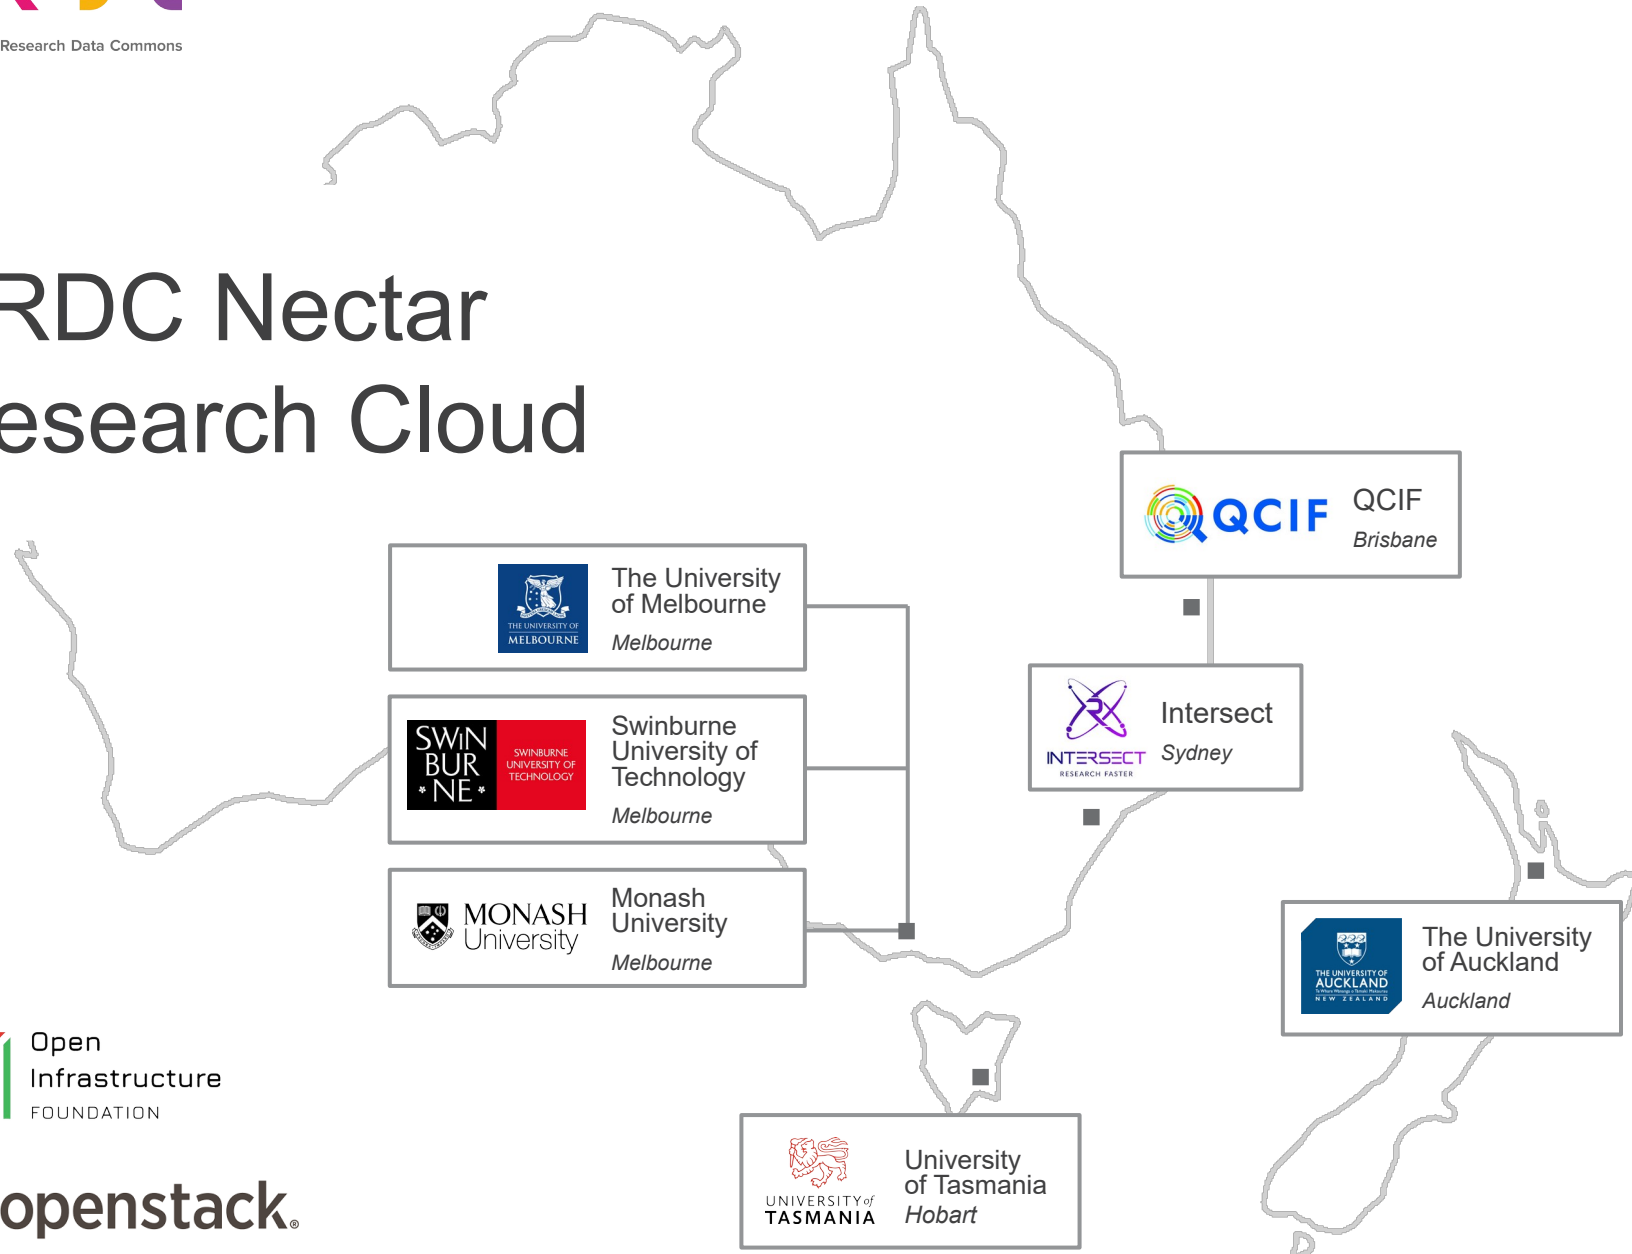 Research Data Commons
RDC Nectar
esearch Cloud
QCIF
QCIF
Brisbane
THE UNIVERSITY OF
MELBOURNE
The University
of Melbourne
Melbourne
SWIN
BUR
*NE*
SWINBURNE
UNIVERSITY OF
TECHNOLOGY
Swinburne
University of
Technology
Melbourne
INTERSECT
RESEARCH FASTER
Intersect
Sydney
MONASH
University
Monash
University
Melbourne
THE UNIVERSITY OF
AUCKLAND
NEW ZEALAND
The University
of Auckland
Auckland
Open
Infrastructure
FOUNDATION
UNIVERSITY of
TASMANIA
University
of Tasmania
Hobart
openstack®